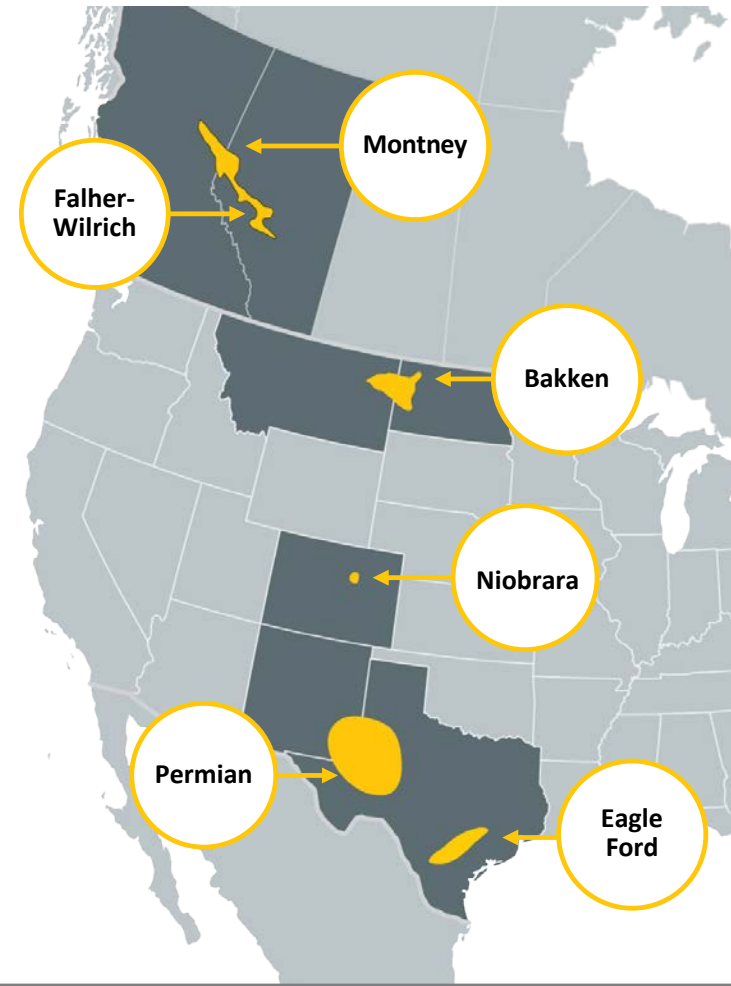 Montney
Falher-
Wilrich
Bakken
Niobrara
Permian
Eagle
Ford